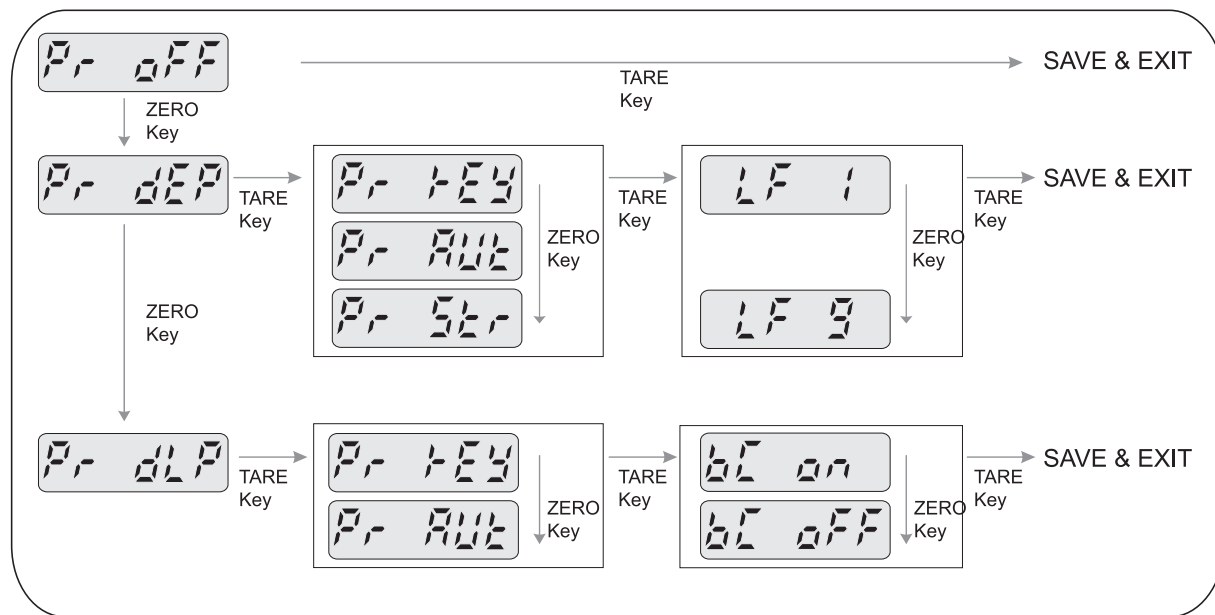 Pr oFF
TARE
Key
SAVE & EXIT
ZERO
Key
Pr dEP
TARE
Key
Pr kEY
Pr AUt
Pr Str
ZERO
Key
TARE
Key
LF 1
LF 9
ZERO
Key
TARE
Key
SAVE & EXIT
ZERO
Key
Pr dLP
TARE
Key
Pr kEY
Pr AUt
ZERO
Key
TARE
Key
bC on
bC oFF
ZERO
Key
TARE
Key
SAVE & EXIT